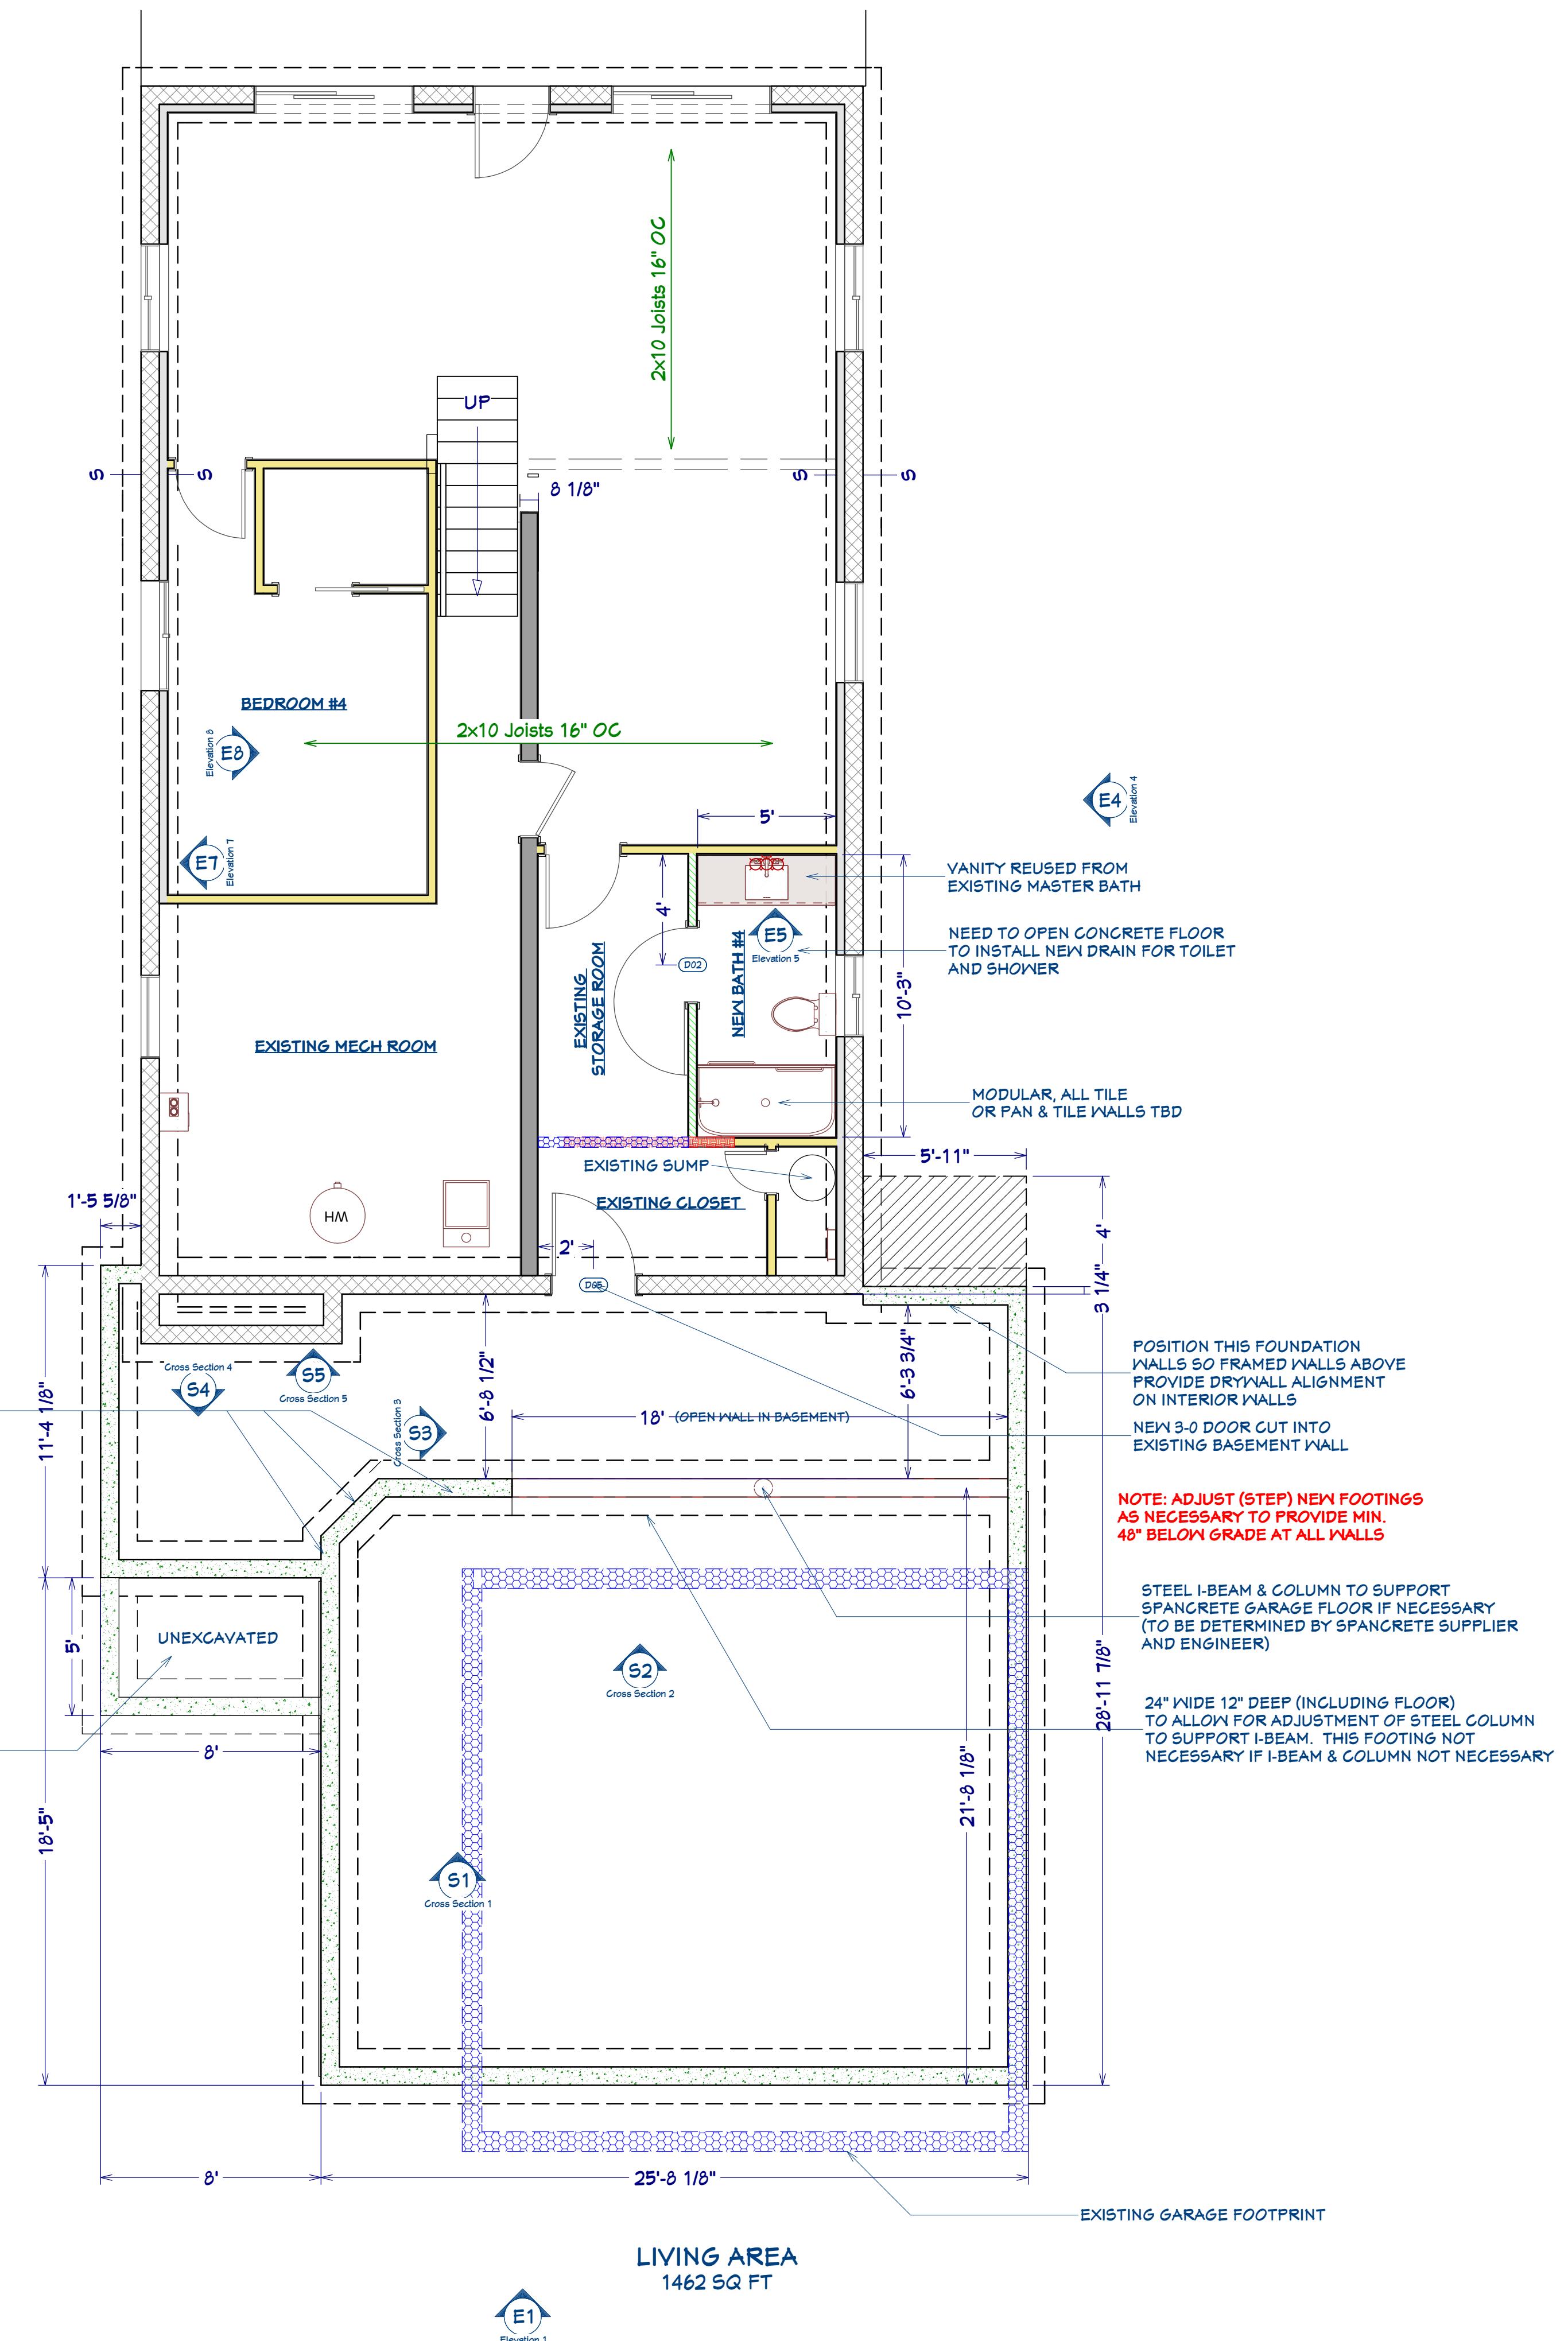 2x10 Joists 16" OC
UP
S
S
S
S
8 1/8"
BEDROOM #4
2x10 Joists 16" OC
E8
Elevation 8
E7
Elevation 7
E4
Elevation 4
5'
VANITY REUSED FROM
EXISTING MASTER BATH
4'
E5
Elevation 5
NEED TO OPEN CONCRETE FLOOR
TO INSTALL NEW DRAIN FOR TOILET
AND SHOWER
D02
EXISTING
STORAGE ROOM
NEW BATH #4
10'-3"
EXISTING MECH ROOM
MODULAR, ALL TILE
OR PAN & TILE WALLS TBD
EXISTING SUMP
5'-11"
EXISTING CLOSET
1'-5 5/8"
WH
4'
2'
D05
3 1/4"
POSITION THIS FOUNDATION
WALLS SO FRAMED WALLS ABOVE
PROVIDE DRYWALL ALIGNMENT
ON INTERIOR WALLS
Cross Section 4
S4
S5
Cross Section 5
6'-8 1/2"
6'-3 3/4"
11'-4 1/8"
S3
Cross Section 3
18' (OPEN WALL IN BASEMENT)
NEW 3-0 DOOR CUT INTO
EXISTING BASEMENT WALL
NOTE: ADJUST (STEP) NEW FOOTINGS
AS NECESSARY TO PROVIDE MIN.
48" BELOW GRADE AT ALL WALLS
STEEL I-BEAM & COLUMN TO SUPPORT
SPANCRETE GARAGE FLOOR IF NECESSARY
(TO BE DETERMINED BY SPANCRETE SUPPLIER
AND ENGINEER)
UNEXCAVATED
5'
S2
Cross Section 2
28'-11 7/8"
24" WIDE 12" DEEP (INCLUDING FLOOR)
TO ALLOW FOR ADJUSTMENT OF STEEL COLUMN
TO SUPPORT I-BEAM. THIS FOOTING NOT
NECESSARY IF I-BEAM & COLUMN NOT NECESSARY
8'
21'-8 1/8"
18'-5"
S1
Cross Section 1
8'
25'-8 1/8"
EXISTING GARAGE FOOTPRINT
LIVING AREA
1462 SQ FT
E1
Elevation 1